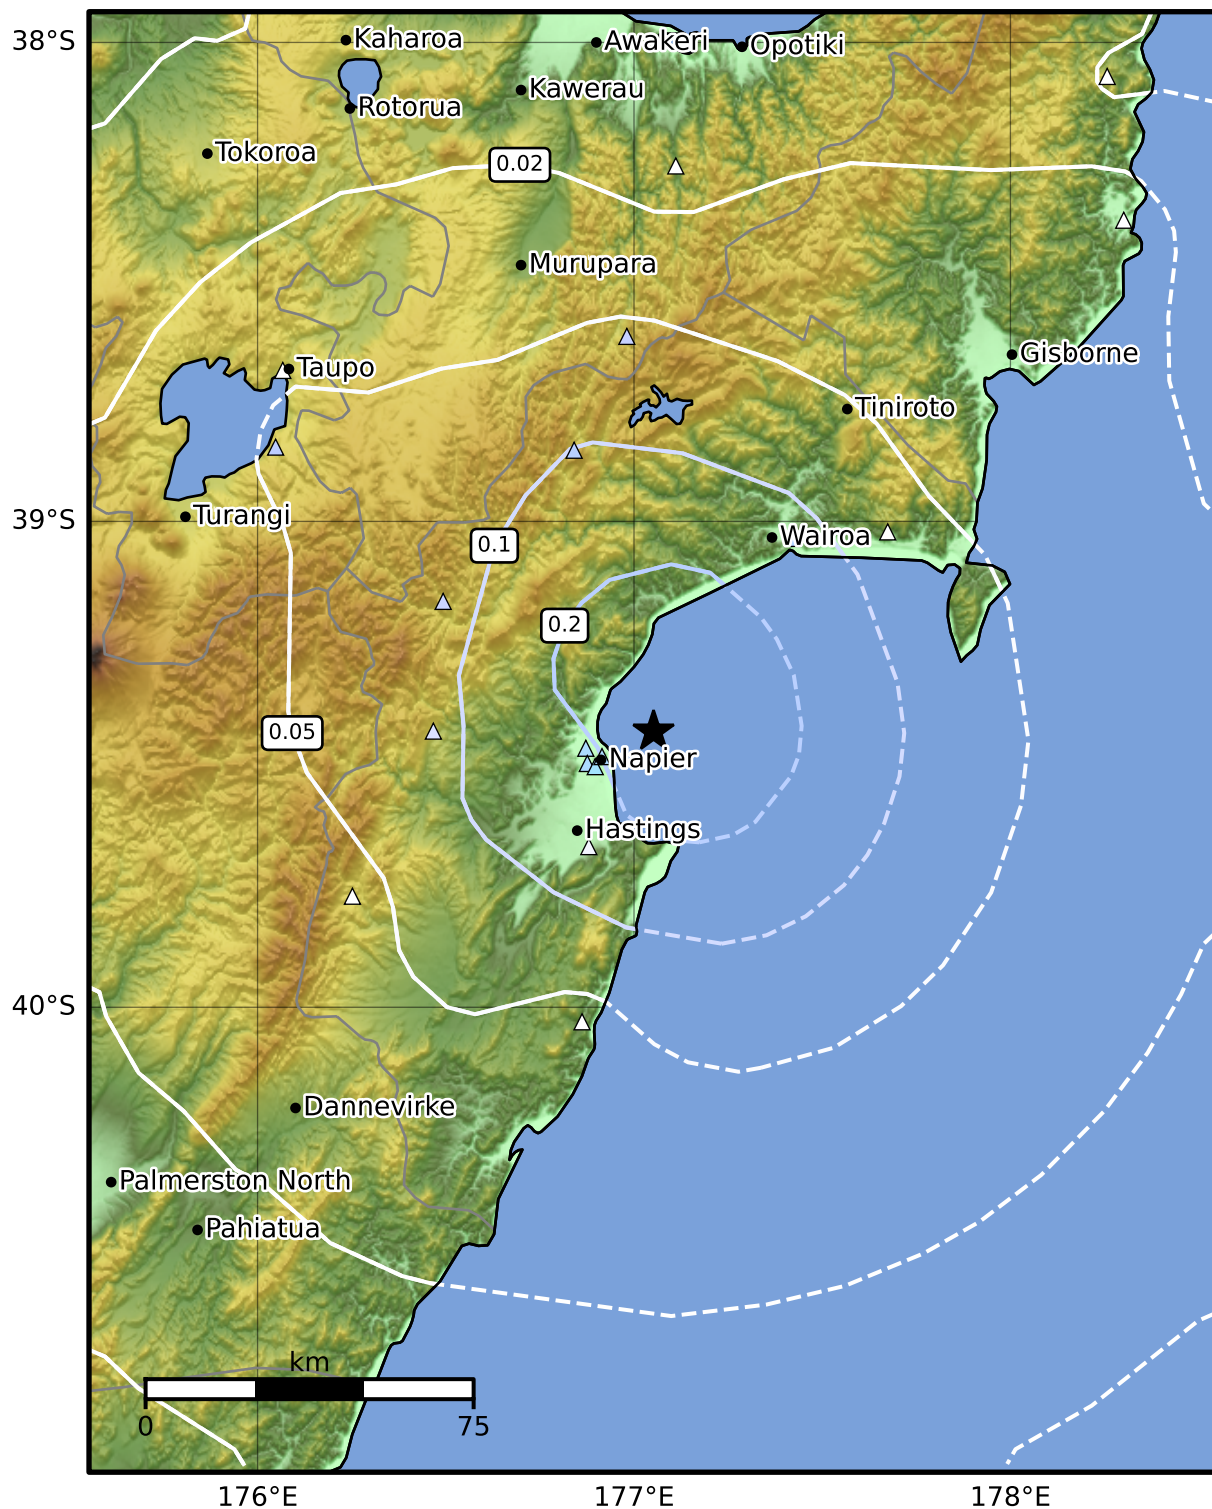 38°S
Kaharoa
Awakeri
Opotiki
Kawerau
Rotorua
Tokoroa
0.02
Murupara
Gisborne
Taupo
Tiniroto
39°S
Turangi
Wairoa
0.1
0.2
0.05
Napier
Hastings
40°S
Dannevirke
Palmerston North
Pahiatua
km
0 75
176°E 177°E 178°E